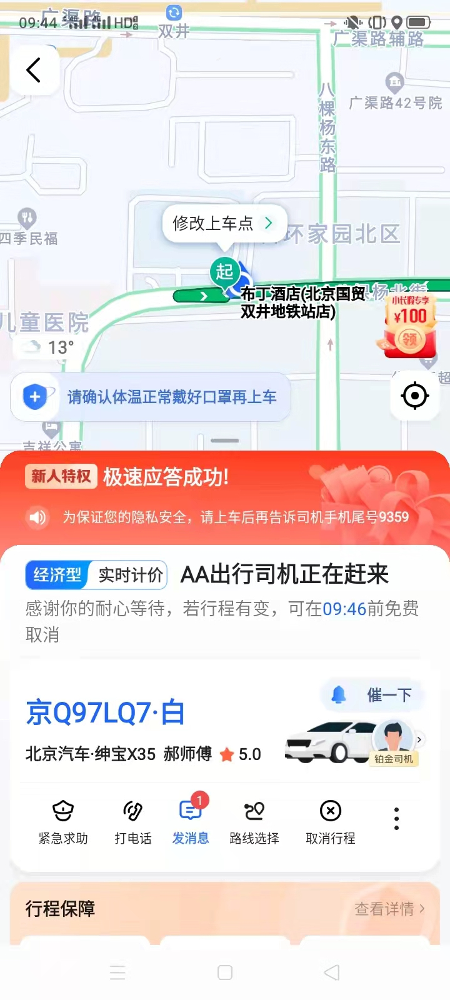 广渠路
09:44
HD
双井
广渠路辅路
广渠路42号院
八棵杨东路
四季民福
修改上车点
环家园北区
起
布丁酒店(北京国贸
双井地铁站店)
棵杨北街
小长假专享
¥100
领
儿童医院
13°
超
请确认体温正常戴好口罩再上车
吉祥公寓
新人特权 极速应答成功!
为保证您的隐私安全，请上车后再告诉司机手机尾号9359
经济型 实时计价 AA出行司机正在赶来
感谢你的耐心等待，若行程有变，可在09:46前免费
取消
催一下
京Q97LQ7·白
北京汽车·绅宝X35 郝师傅 5.0
铂金司机
1
紧急求助 打电话 发消息 路线选择 取消行程
行程保障 查看详情